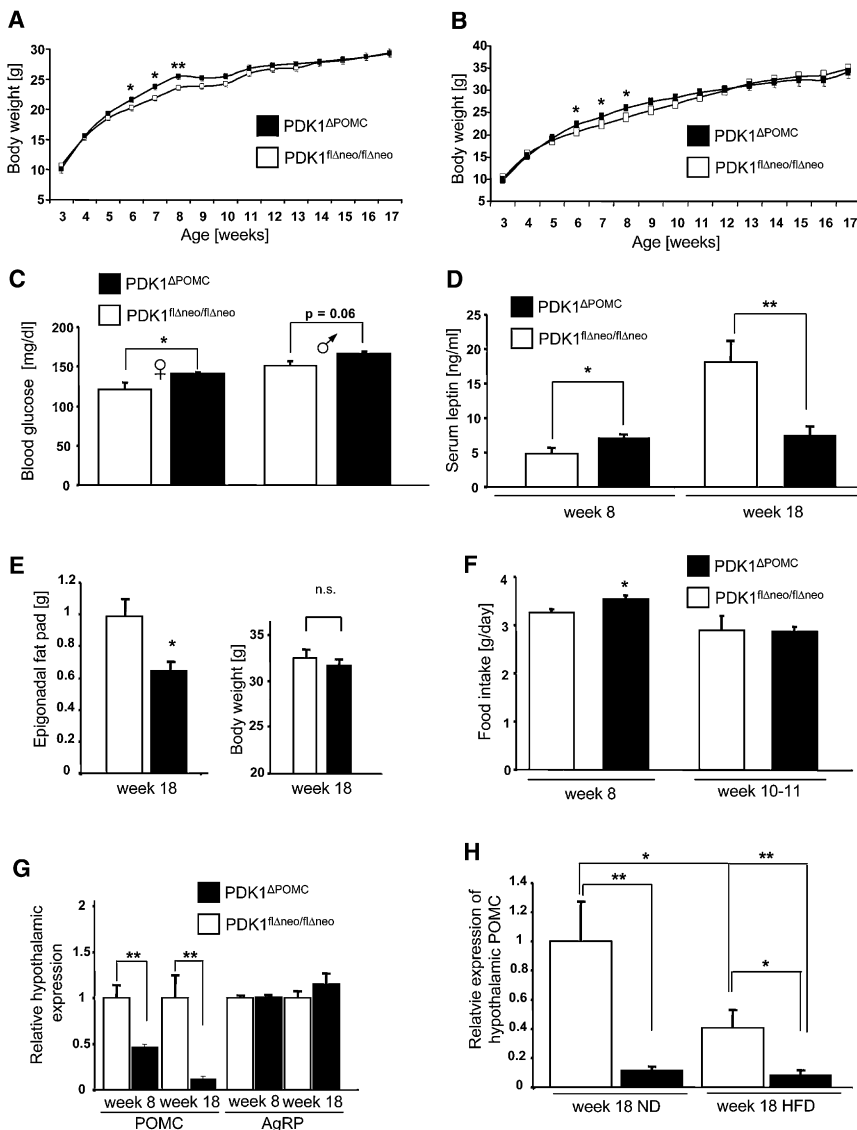 A
Body weight [g]
35
30
25
20
15
10
5
*
*
**
PDK1ΔPOMC
PDK1flΔneo/flΔneo
3 4 5 6 7 8 9 10 11 12 13 14 15 16 17
Age [weeks]
B
Body weight [g]
40
35
30
25
20
15
10
5
*
*
*
PDK1ΔPOMC
PDK1flΔneo/flΔneo
3 4 5 6 7 8 9 10 11 12 13 14 15 16 17
Age [weeks]
C
PDK1ΔPOMC
PDK1flΔneo/flΔneo
Blood glucose [mg/dl]
200
150
100
50
0
*
♀
p = 0.06
♂
D
PDK1ΔPOMC
PDK1flΔneo/flΔneo
Serum leptin [ng/ml]
25
20
15
10
5
0
*
**
week 8
week 18
E
Epigonadal fat pad [g]
1.2
1
0.8
0.6
0.4
0.2
0
*
week 18
Body weight [g]
35
30
25
20
n.s.
week 18
F
PDK1ΔPOMC
PDK1flΔneo/flΔneo
Food intake [g/day]
4
3
2
1
0
*
week 8
week 10-11
G
PDK1ΔPOMC
PDK1flΔneo/flΔneo
Relative hypothalamic
expression
2
1.5
1
0.5
0
**
**
week 8 week 18
week 8 week 18
POMC
AgRP
H
Relatvie expression of
hypothalamic POMC
1.4
1.2
1
0.8
0.6
0.4
0.2
0
*
**
**
*
week 18 ND
week 18 HFD